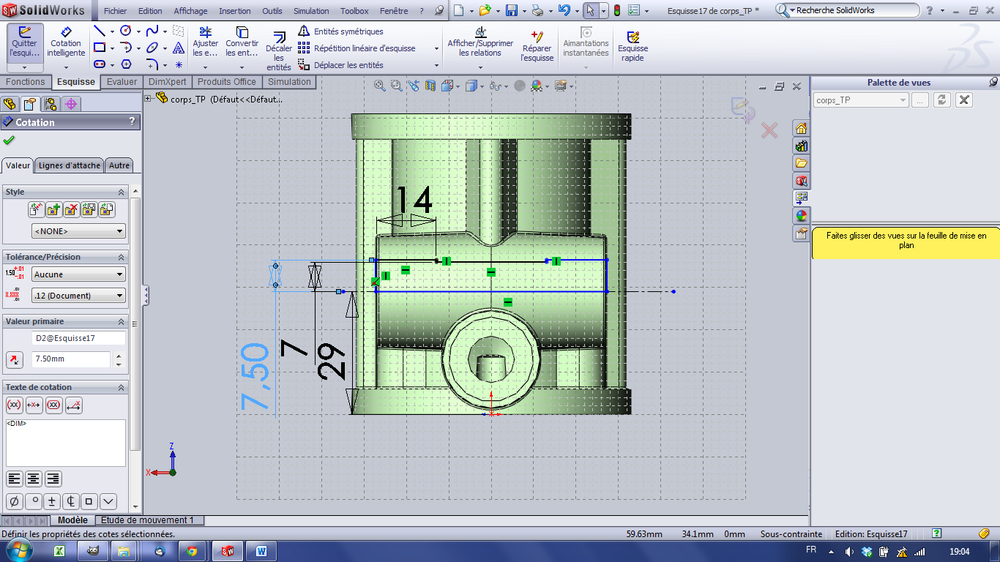 SolidWorks
Fichier Edition Affichage Insertion Outils Simulation Toolbox Fenêtre ?
Esquisse17 de corps_TP *
Recherche SolidWorks
?
Quitter l'esqui...
Cotation intelligente
Ajuster les e...
Convertir les ent...
Décaler les entités
Entités symétriques
Répétition linéaire d'esquisse
Déplacer les entités
Afficher/Supprimer les relations
Réparer l'esquisse
Aimantations instantanées
Esquisse rapide
Fonctions Esquisse Evaluer DimXpert Produits Office Simulation
corps_TP (Défaut<<Défaut...
Palette de vues
corps_TP
...
Faites glisser des vues sur la feuille de mise en
plan
Cotation ?
Valeur Lignes d'attache Autre
Style
<NONE>
Tolérance/Précision
Aucune
.12 (Document)
Valeur primaire
D2@Esquisse17
7.50mm
Texte de cotation
<DIM>
14
7,50
7
29
Z
X
Modèle Etude de mouvement 1
Définir les propriétés des cotes sélectionnées.
59.63mm 34.1mm 0mm Sous-contrainte Edition: Esquisse17
FR 19:04